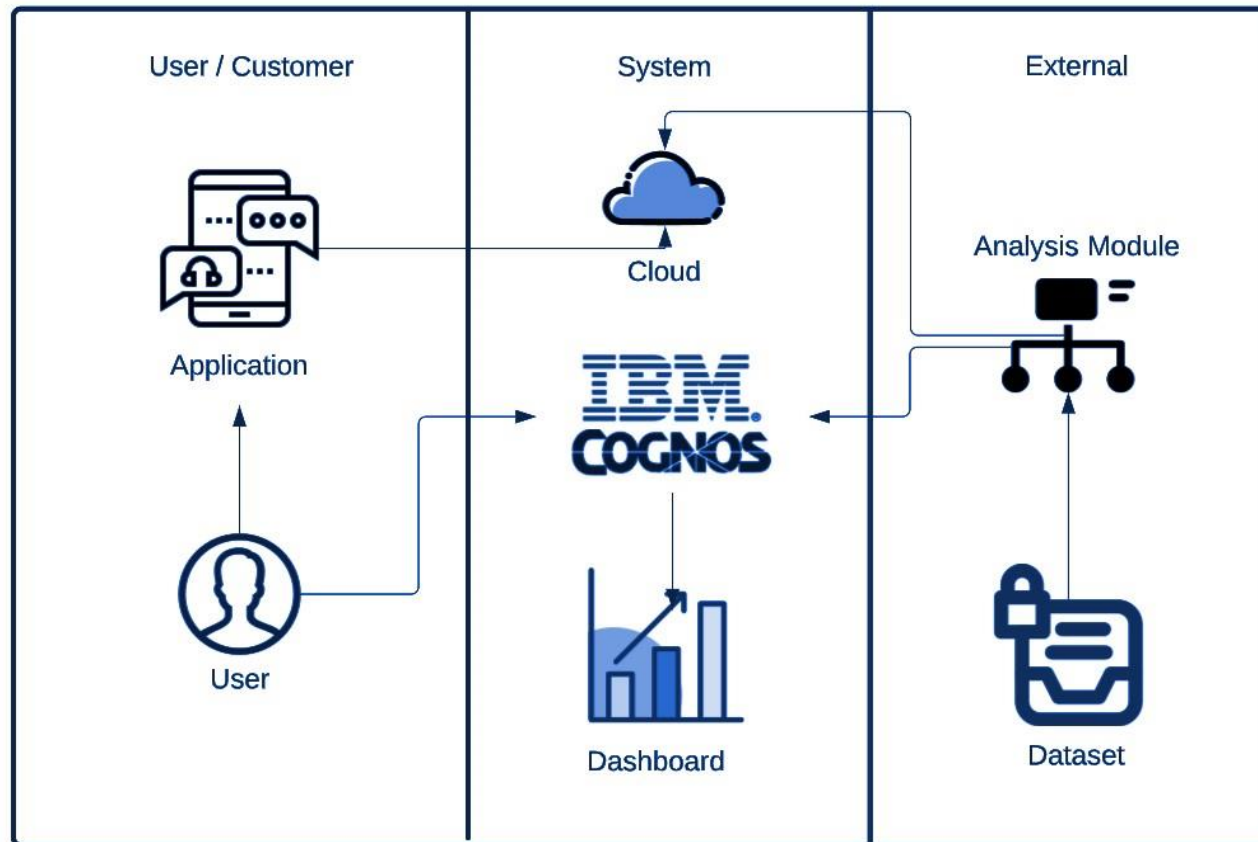 User / Customer
System
External
Cloud
Analysis Module
Application
IBM.
COGNOS
User
Dashboard
Dataset